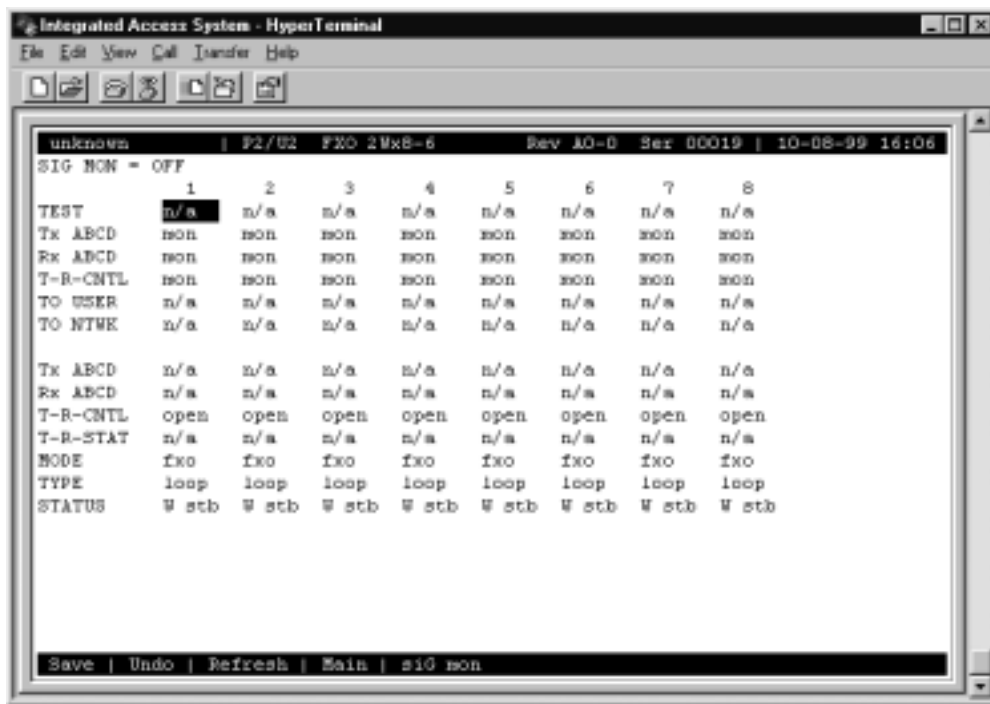 Integrated Access System - HyperTerminal
File Edit View Call Transfer Help
unknown | P2/U2 FXO 2Wx8-6 Rev A0-0 Ser 00019 | 10-08-99 16:06
SIG MON = OFF
1 2 3 4 5 6 7 8
TEST n/a n/a n/a n/a n/a n/a n/a n/a
Tx ABCD mon mon mon mon mon mon mon mon
Rx ABCD mon mon mon mon mon mon mon mon
T-R-CNTL mon mon mon mon mon mon mon mon
TO USER n/a n/a n/a n/a n/a n/a n/a n/a
TO NTWK n/a n/a n/a n/a n/a n/a n/a n/a
Tx ABCD n/a n/a n/a n/a n/a n/a n/a n/a
Rx ABCD n/a n/a n/a n/a n/a n/a n/a n/a
T-R-CNTL open open open open open open open open
T-R-STAT n/a n/a n/a n/a n/a n/a n/a n/a
MODE fxo fxo fxo fxo fxo fxo fxo fxo
TYPE loop loop loop loop loop loop loop loop
STATUS W stb W stb W stb W stb W stb W stb W stb W stb
Save | Undo | Refresh | Main | siG mon